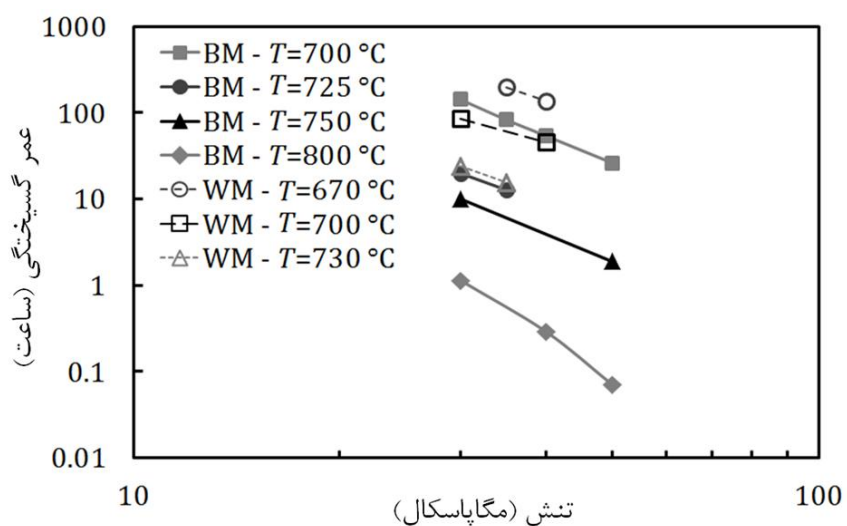 1000
100
10
1
0.1
0.01
عمر گسیختگی (ساعت)
BM - T=700 °C
BM - T=725 °C
BM - T=750 °C
BM - T=800 °C
WM - T=670 °C
WM - T=700 °C
WM - T=730 °C
10
100
تنش (مگاپاسکال)